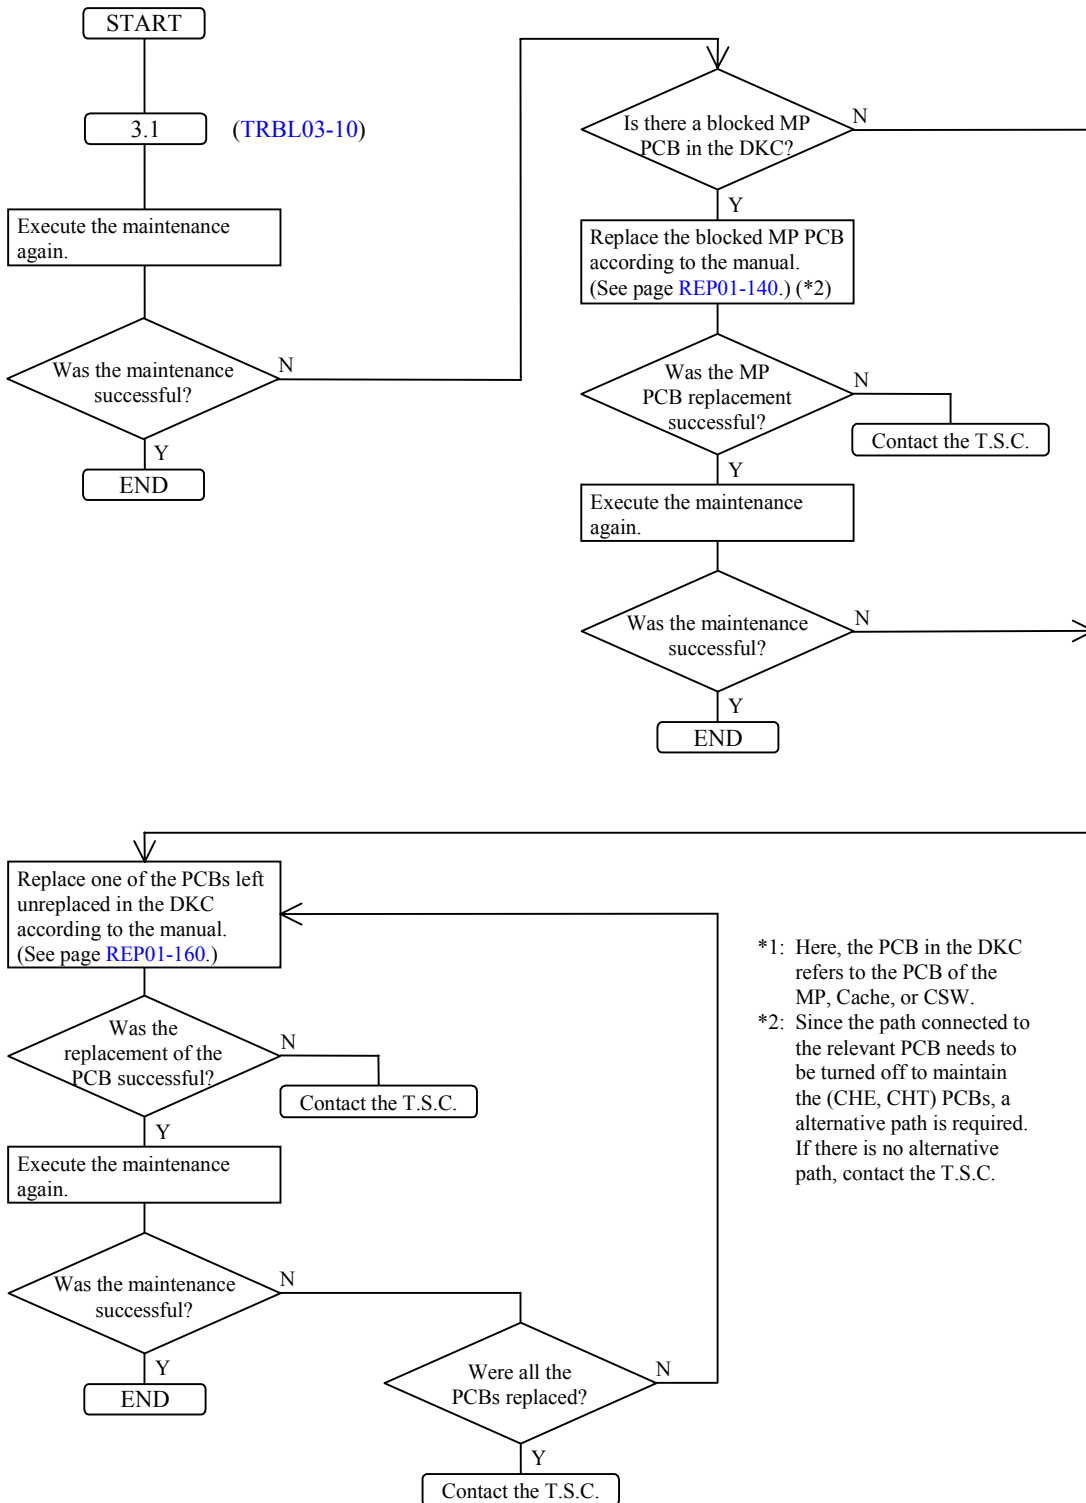 START
3.1
(TRBL03-10)
Execute the maintenance
again.
Was the maintenance
successful?
N
Y
END
Is there a blocked MP
PCB in the DKC?
N
Y
Replace the blocked MP PCB
according to the manual.
(See page REP01-140.) (*2)
Was the MP
PCB replacement
successful?
N
Contact the T.S.C.
Y
Execute the maintenance
again.
Was the maintenance
successful?
N
Y
END
Replace one of the PCBs left
unreplaced in the DKC
according to the manual.
(See page REP01-160.)
Was the
replacement of the
PCB successful?
N
Contact the T.S.C.
Y
Execute the maintenance
again.
Was the maintenance
successful?
N
Y
END
Were all the
PCBs replaced?
N
Y
Contact the T.S.C.
*1: Here, the PCB in the DKC
refers to the PCB of the
MP, Cache, or CSW.
*2: Since the path connected to
the relevant PCB needs to
be turned off to maintain
the (CHE, CHT) PCBs, a
alternative path is required.
If there is no alternative
path, contact the T.S.C.